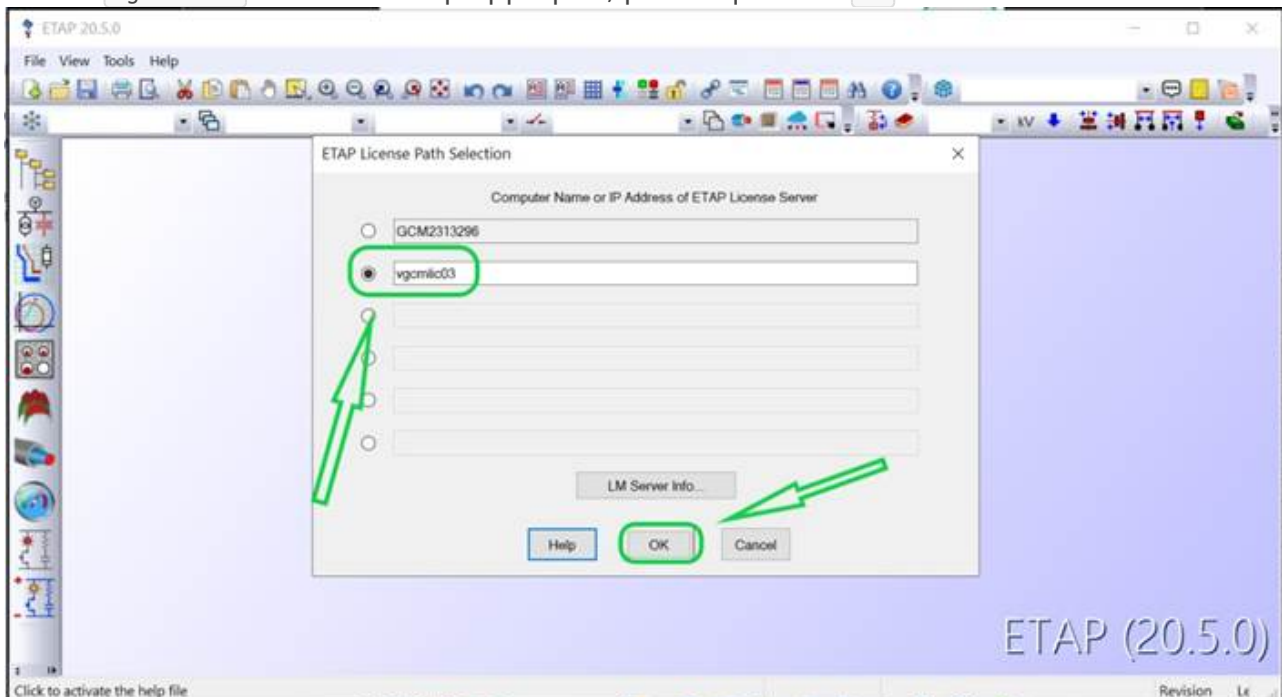 ETAP 20.5.0
File View Tools Help
kV
ETAP License Path Selection
Computer Name or IP Address of ETAP License Server
GCM2313296
vgcmlic03
LM Server Info...
Help OK Cancel
ETAP (20.5.0)
Click to activate the help file
Revision